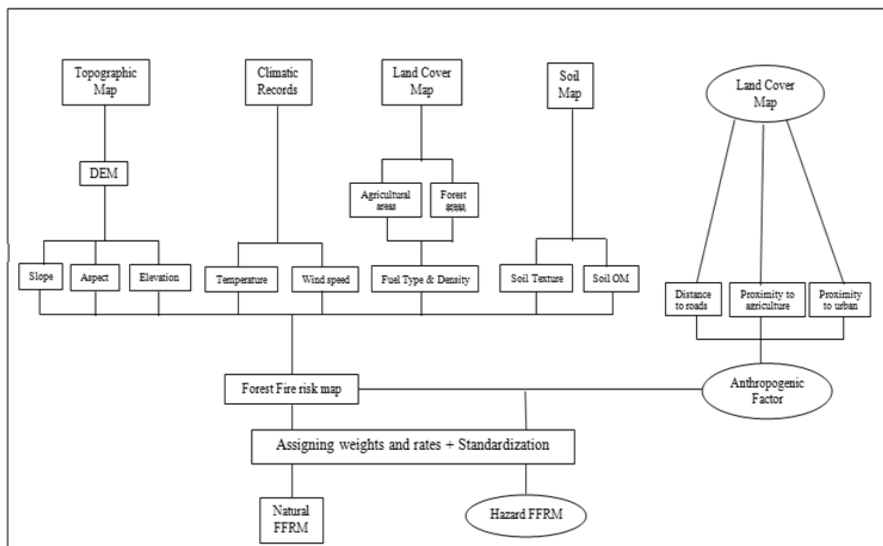 Topographic
Map
Climatic
Records
Land Cover
Map
Soil
Map
Land Cover
Map
DEM
Agricultural
areas
Forest
areas
Slope
Aspect
Elevation
Temperature
Wind speed
Fuel Type & Density
Soil Texture
Soil OM
Distance
to roads
Proximity to
agriculture
Proximity
to urban
Forest Fire risk map
Anthropogenic
Factor
Assigning weights and rates + Standardization
Natural
FFRM
Hazard FFRM